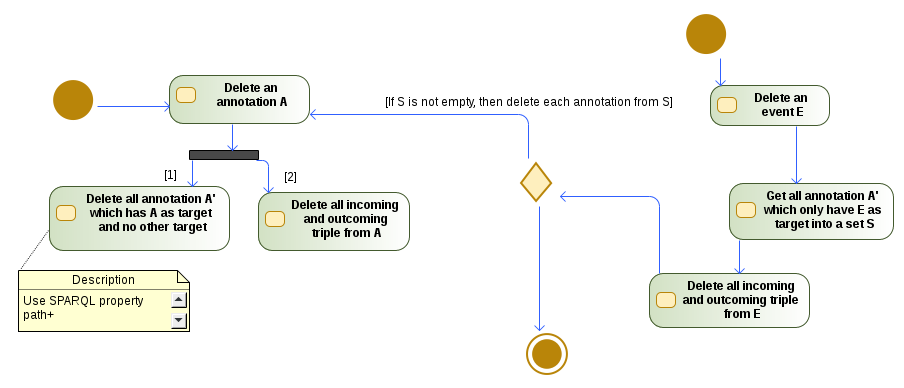 Delete an
annotation A
[If S is not empty, then delete each annotation from S]
Delete an
event E
[1]
[2]
Delete all annotation A'
which has A as target
and no other target
Delete all incoming
and outcoming
triple from A
Get all annotation A'
which only have E as
target into a set S
Delete all incoming
and outcoming triple
from E
Description
Use SPARQL property
path+